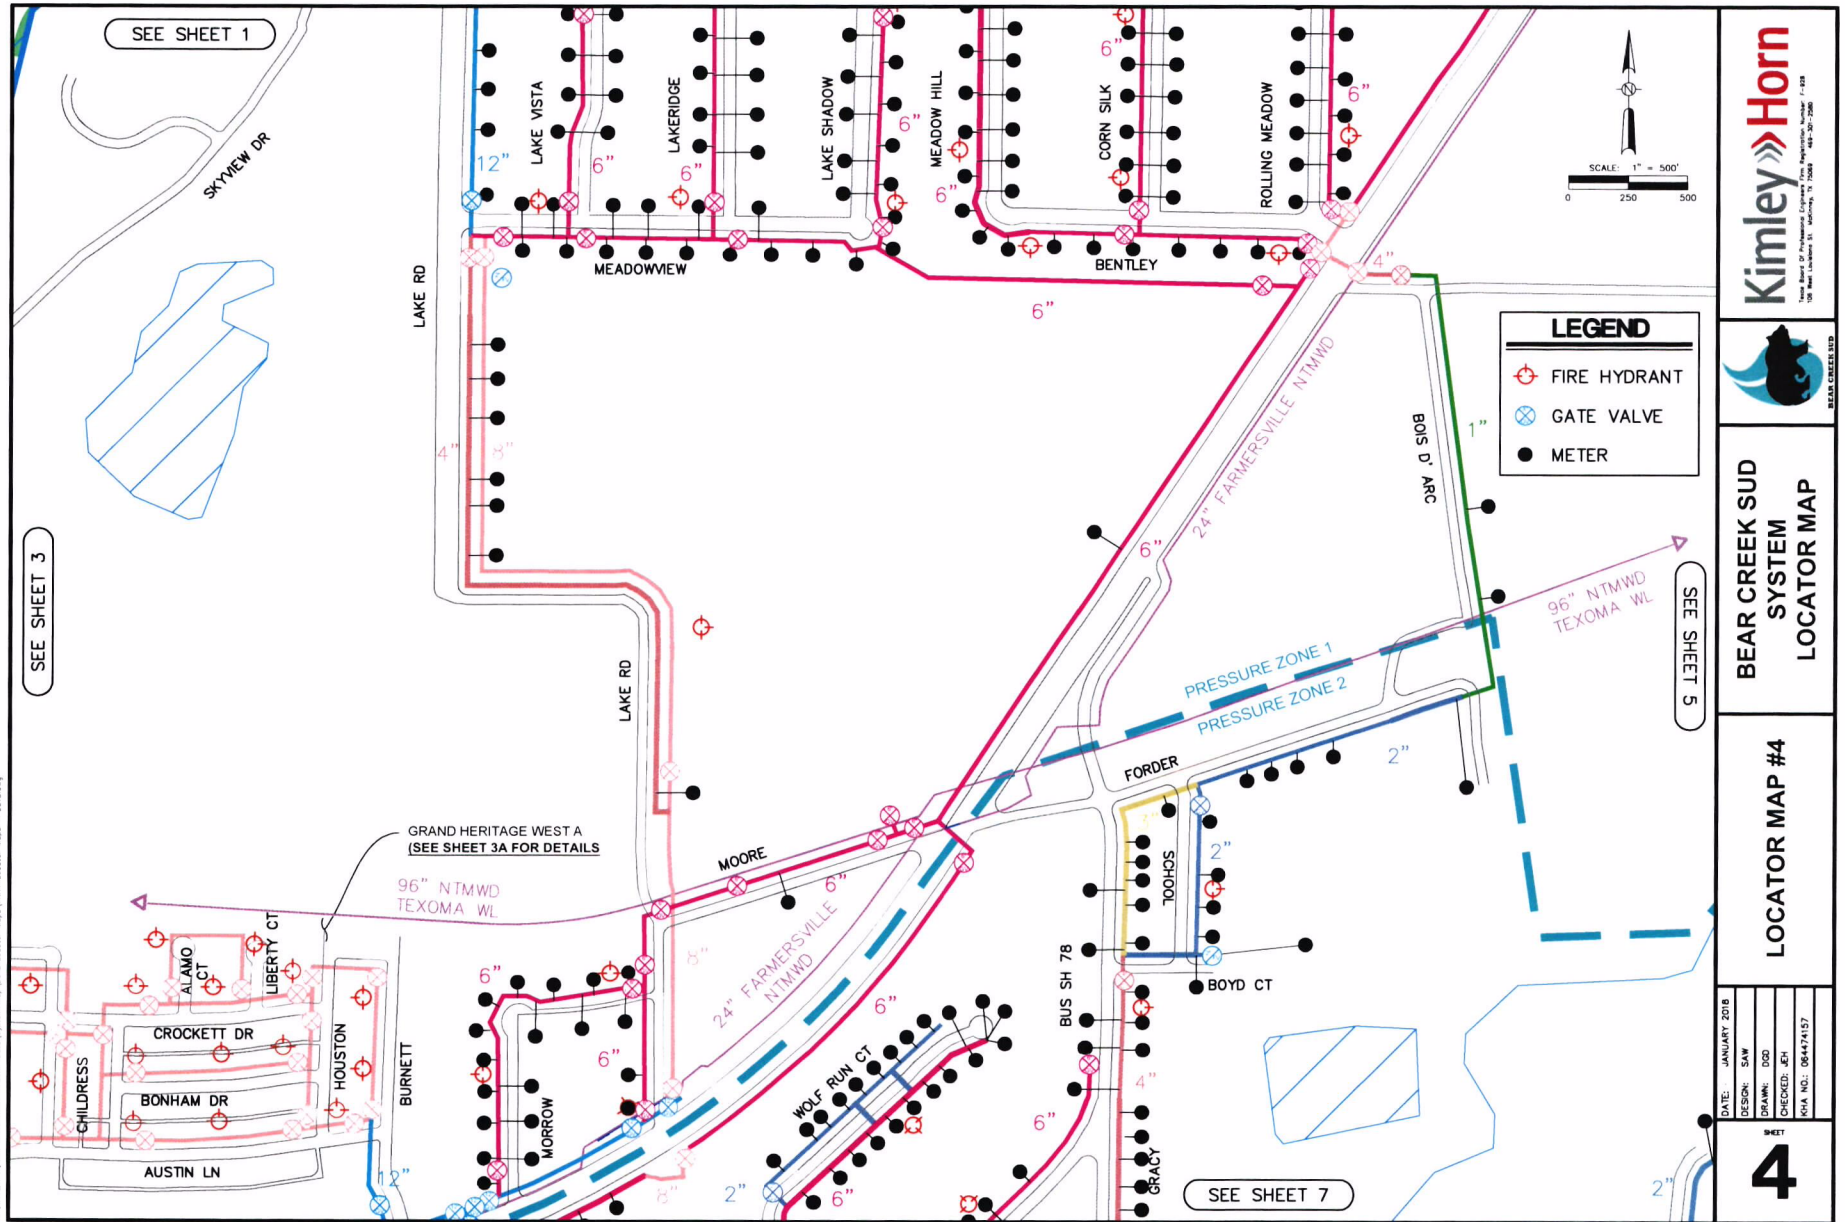 SEE SHEET 1
SKYVIEW DR
12"
LAKE VISTA
6"
LAKERIDGE
6"
LAKE SHADOW
6"
MEADOW HILL
6"
CORN SILK
6"
ROLLING MEADOW
6"
SCALE: 1" = 500'
0 250 500
LAKE RD
MEADOWVIEW
BENTLEY
6"
4"
LEGEND
FIRE HYDRANT
GATE VALVE
METER
24" FARMERSVILLE NTMWD
BOIS D' ARC
1"
4"
8"
SEE SHEET 3
6"
96" NTMWD
TEXOMA WL
SEE SHEET 5
LAKE RD
PRESSURE ZONE 1
PRESSURE ZONE 2
FORDER
2"
GRAND HERITAGE WEST A
(SEE SHEET 3A FOR DETAILS
MOORE
6"
96" NTMWD
TEXOMA WL
SCHOOL
2"
24" FARMERSVILLE
NTMWD
8"
6"
6"
BUS SH 78
BOYD CT
ALAMO
CT
LIBERTY CT
CROCKETT DR
CHILDRESS
BONHAM DR
HOUSTON
BURNETT
AUSTIN LN
12"
6"
MORROW
WOLF RUN CT
8"
2"
6"
6"
4"
GRACY
SEE SHEET 7
2"
Kimley»Horn
BEAR CREEK SUD
BEAR CREEK SUD
SYSTEM
LOCATOR MAP
LOCATOR MAP #4
DATE: JANUARY 2018
DESIGN: SAW
DRAWN: DGD
CHECKED: JEH
KHA NO.: 064474157
SHEET
4